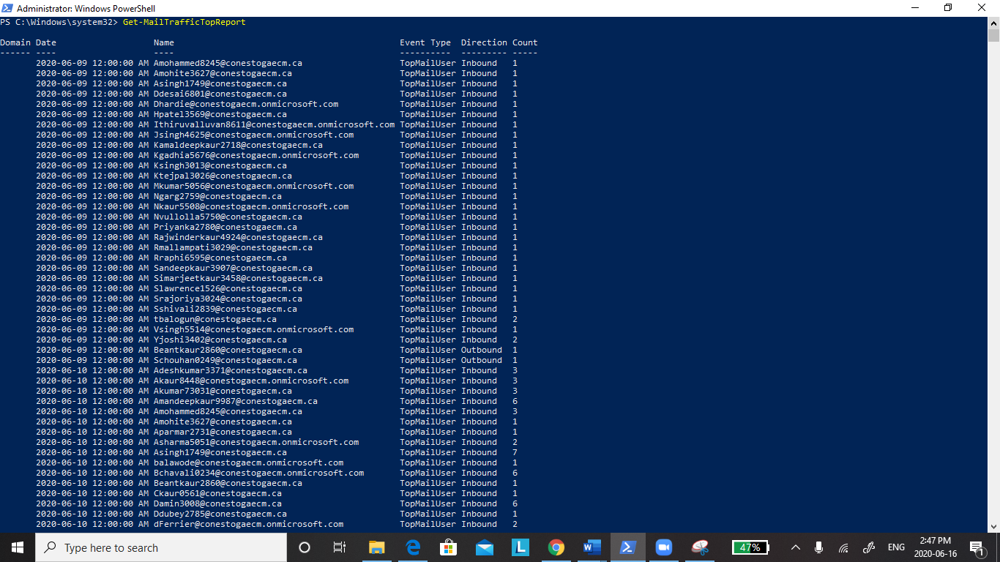 Administrator: Windows PowerShell
PS C:\Windows\system32> Get-MailTrafficTopReport
Domain Date Name Event Type Direction Count
------ ---- ---- ---------- --------- -----
2020-06-09 12:00:00 AM Amohammed8245@conestogaecm.ca TopMailUser Inbound 1
2020-06-09 12:00:00 AM Amohite3627@conestogaecm.ca TopMailUser Inbound 1
2020-06-09 12:00:00 AM Asingh1749@conestogaecm.ca TopMailUser Inbound 1
2020-06-09 12:00:00 AM Ddesai6801@conestogaecm.ca TopMailUser Inbound 1
2020-06-09 12:00:00 AM Dhardie@conestogaecm.onmicrosoft.com TopMailUser Inbound 1
2020-06-09 12:00:00 AM Hpatel3569@conestogaecm.ca TopMailUser Inbound 1
2020-06-09 12:00:00 AM Ithiruvalluvan8611@conestogaecm.onmicrosoft.com TopMailUser Inbound 1
2020-06-09 12:00:00 AM Jsingh4625@conestogaecm.onmicrosoft.com TopMailUser Inbound 1
2020-06-09 12:00:00 AM Kamaldeepkaur2718@conestogaecm.ca TopMailUser Inbound 1
2020-06-09 12:00:00 AM Kgadhia5676@conestogaecm.onmicrosoft.com TopMailUser Inbound 1
2020-06-09 12:00:00 AM Ksingh3013@conestogaecm.ca TopMailUser Inbound 1
2020-06-09 12:00:00 AM Ktejpal3026@conestogaecm.ca TopMailUser Inbound 1
2020-06-09 12:00:00 AM Mkumar5056@conestogaecm.onmicrosoft.com TopMailUser Inbound 1
2020-06-09 12:00:00 AM Ngarg2759@conestogaecm.ca TopMailUser Inbound 1
2020-06-09 12:00:00 AM Nkaur5508@conestogaecm.onmicrosoft.com TopMailUser Inbound 1
2020-06-09 12:00:00 AM Nvullolla5750@conestogaecm.ca TopMailUser Inbound 1
2020-06-09 12:00:00 AM Priyanka2780@conestogaecm.ca TopMailUser Inbound 1
2020-06-09 12:00:00 AM Rajwinderkaur4924@conestogaecm.ca TopMailUser Inbound 1
2020-06-09 12:00:00 AM Rmallampati3029@conestogaecm.ca TopMailUser Inbound 1
2020-06-09 12:00:00 AM Rraphi6595@conestogaecm.ca TopMailUser Inbound 1
2020-06-09 12:00:00 AM Sandeepkaur3907@conestogaecm.ca TopMailUser Inbound 1
2020-06-09 12:00:00 AM Simarjeetkaur3458@conestogaecm.ca TopMailUser Inbound 1
2020-06-09 12:00:00 AM Slawrence1526@conestogaecm.ca TopMailUser Inbound 1
2020-06-09 12:00:00 AM Srajoriya3024@conestogaecm.ca TopMailUser Inbound 1
2020-06-09 12:00:00 AM Sshivali2839@conestogaecm.ca TopMailUser Inbound 1
2020-06-09 12:00:00 AM tbalogun@conestogaecm.ca TopMailUser Inbound 2
2020-06-09 12:00:00 AM Vsingh5514@conestogaecm.onmicrosoft.com TopMailUser Inbound 1
2020-06-09 12:00:00 AM Yjoshi3402@conestogaecm.ca TopMailUser Inbound 2
2020-06-09 12:00:00 AM Beantkaur2860@conestogaecm.ca TopMailUser Outbound 1
2020-06-09 12:00:00 AM Schouhan0249@conestogaecm.ca TopMailUser Outbound 1
2020-06-10 12:00:00 AM Adeshkumar3371@conestogaecm.ca TopMailUser Inbound 3
2020-06-10 12:00:00 AM Akaur8448@conestogaecm.onmicrosoft.com TopMailUser Inbound 3
2020-06-10 12:00:00 AM Akumar73031@conestogaecm.ca TopMailUser Inbound 3
2020-06-10 12:00:00 AM Amandeepkaur9987@conestogaecm.ca TopMailUser Inbound 6
2020-06-10 12:00:00 AM Amohammed8245@conestogaecm.ca TopMailUser Inbound 3
2020-06-10 12:00:00 AM Amohite3627@conestogaecm.ca TopMailUser Inbound 1
2020-06-10 12:00:00 AM Aparmar2731@conestogaecm.ca TopMailUser Inbound 1
2020-06-10 12:00:00 AM Asharma5051@conestogaecm.onmicrosoft.com TopMailUser Inbound 2
2020-06-10 12:00:00 AM Asingh1749@conestogaecm.ca TopMailUser Inbound 7
2020-06-10 12:00:00 AM balawode@conestogaecm.onmicrosoft.com TopMailUser Inbound 1
2020-06-10 12:00:00 AM Bchavali0234@conestogaecm.onmicrosoft.com TopMailUser Inbound 6
2020-06-10 12:00:00 AM Beantkaur2860@conestogaecm.ca TopMailUser Inbound 1
2020-06-10 12:00:00 AM Ckaur0561@conestogaecm.ca TopMailUser Inbound 1
2020-06-10 12:00:00 AM Damin3008@conestogaecm.ca TopMailUser Inbound 6
2020-06-10 12:00:00 AM Ddubey2785@conestogaecm.ca TopMailUser Inbound 1
2020-06-10 12:00:00 AM dFerrier@conestogaecm.onmicrosoft.com TopMailUser Inbound 2
Type here to search
L
47%
ENG
2:47 PM
2020-06-16
1